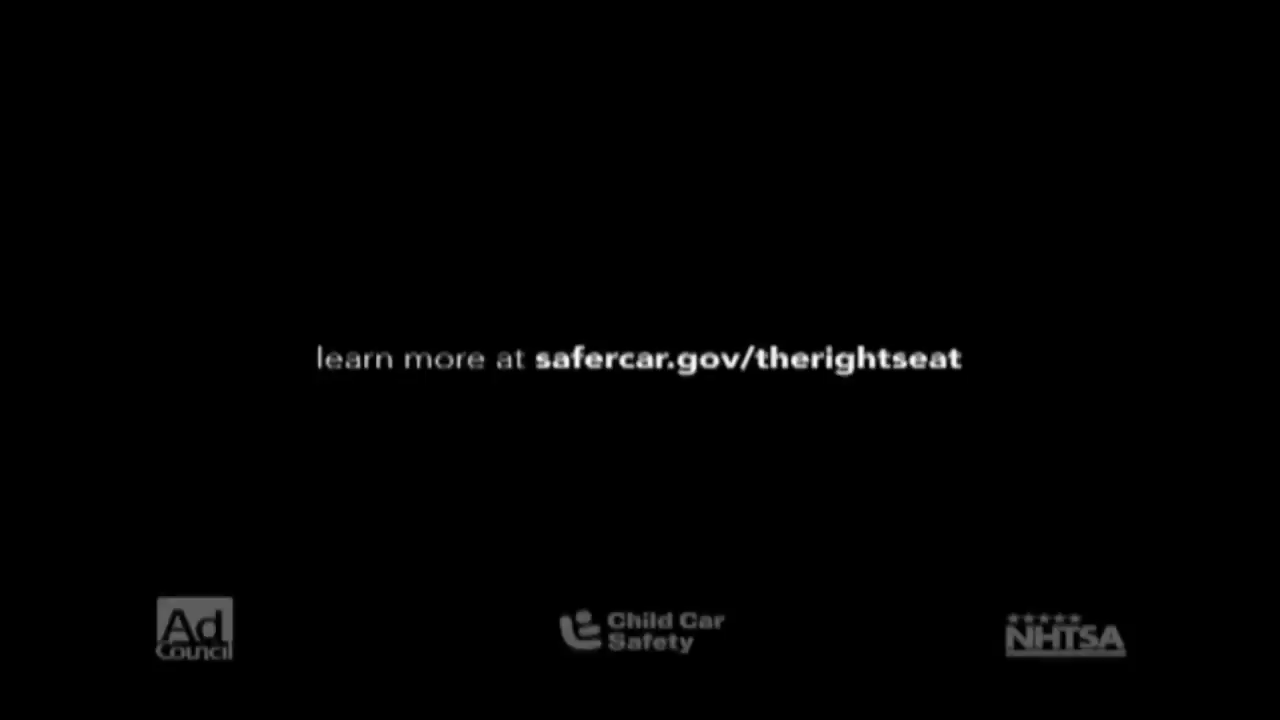 learn more at safercar.gov/therightseat
Ad
Council
Child Car
Safety
NHTSA